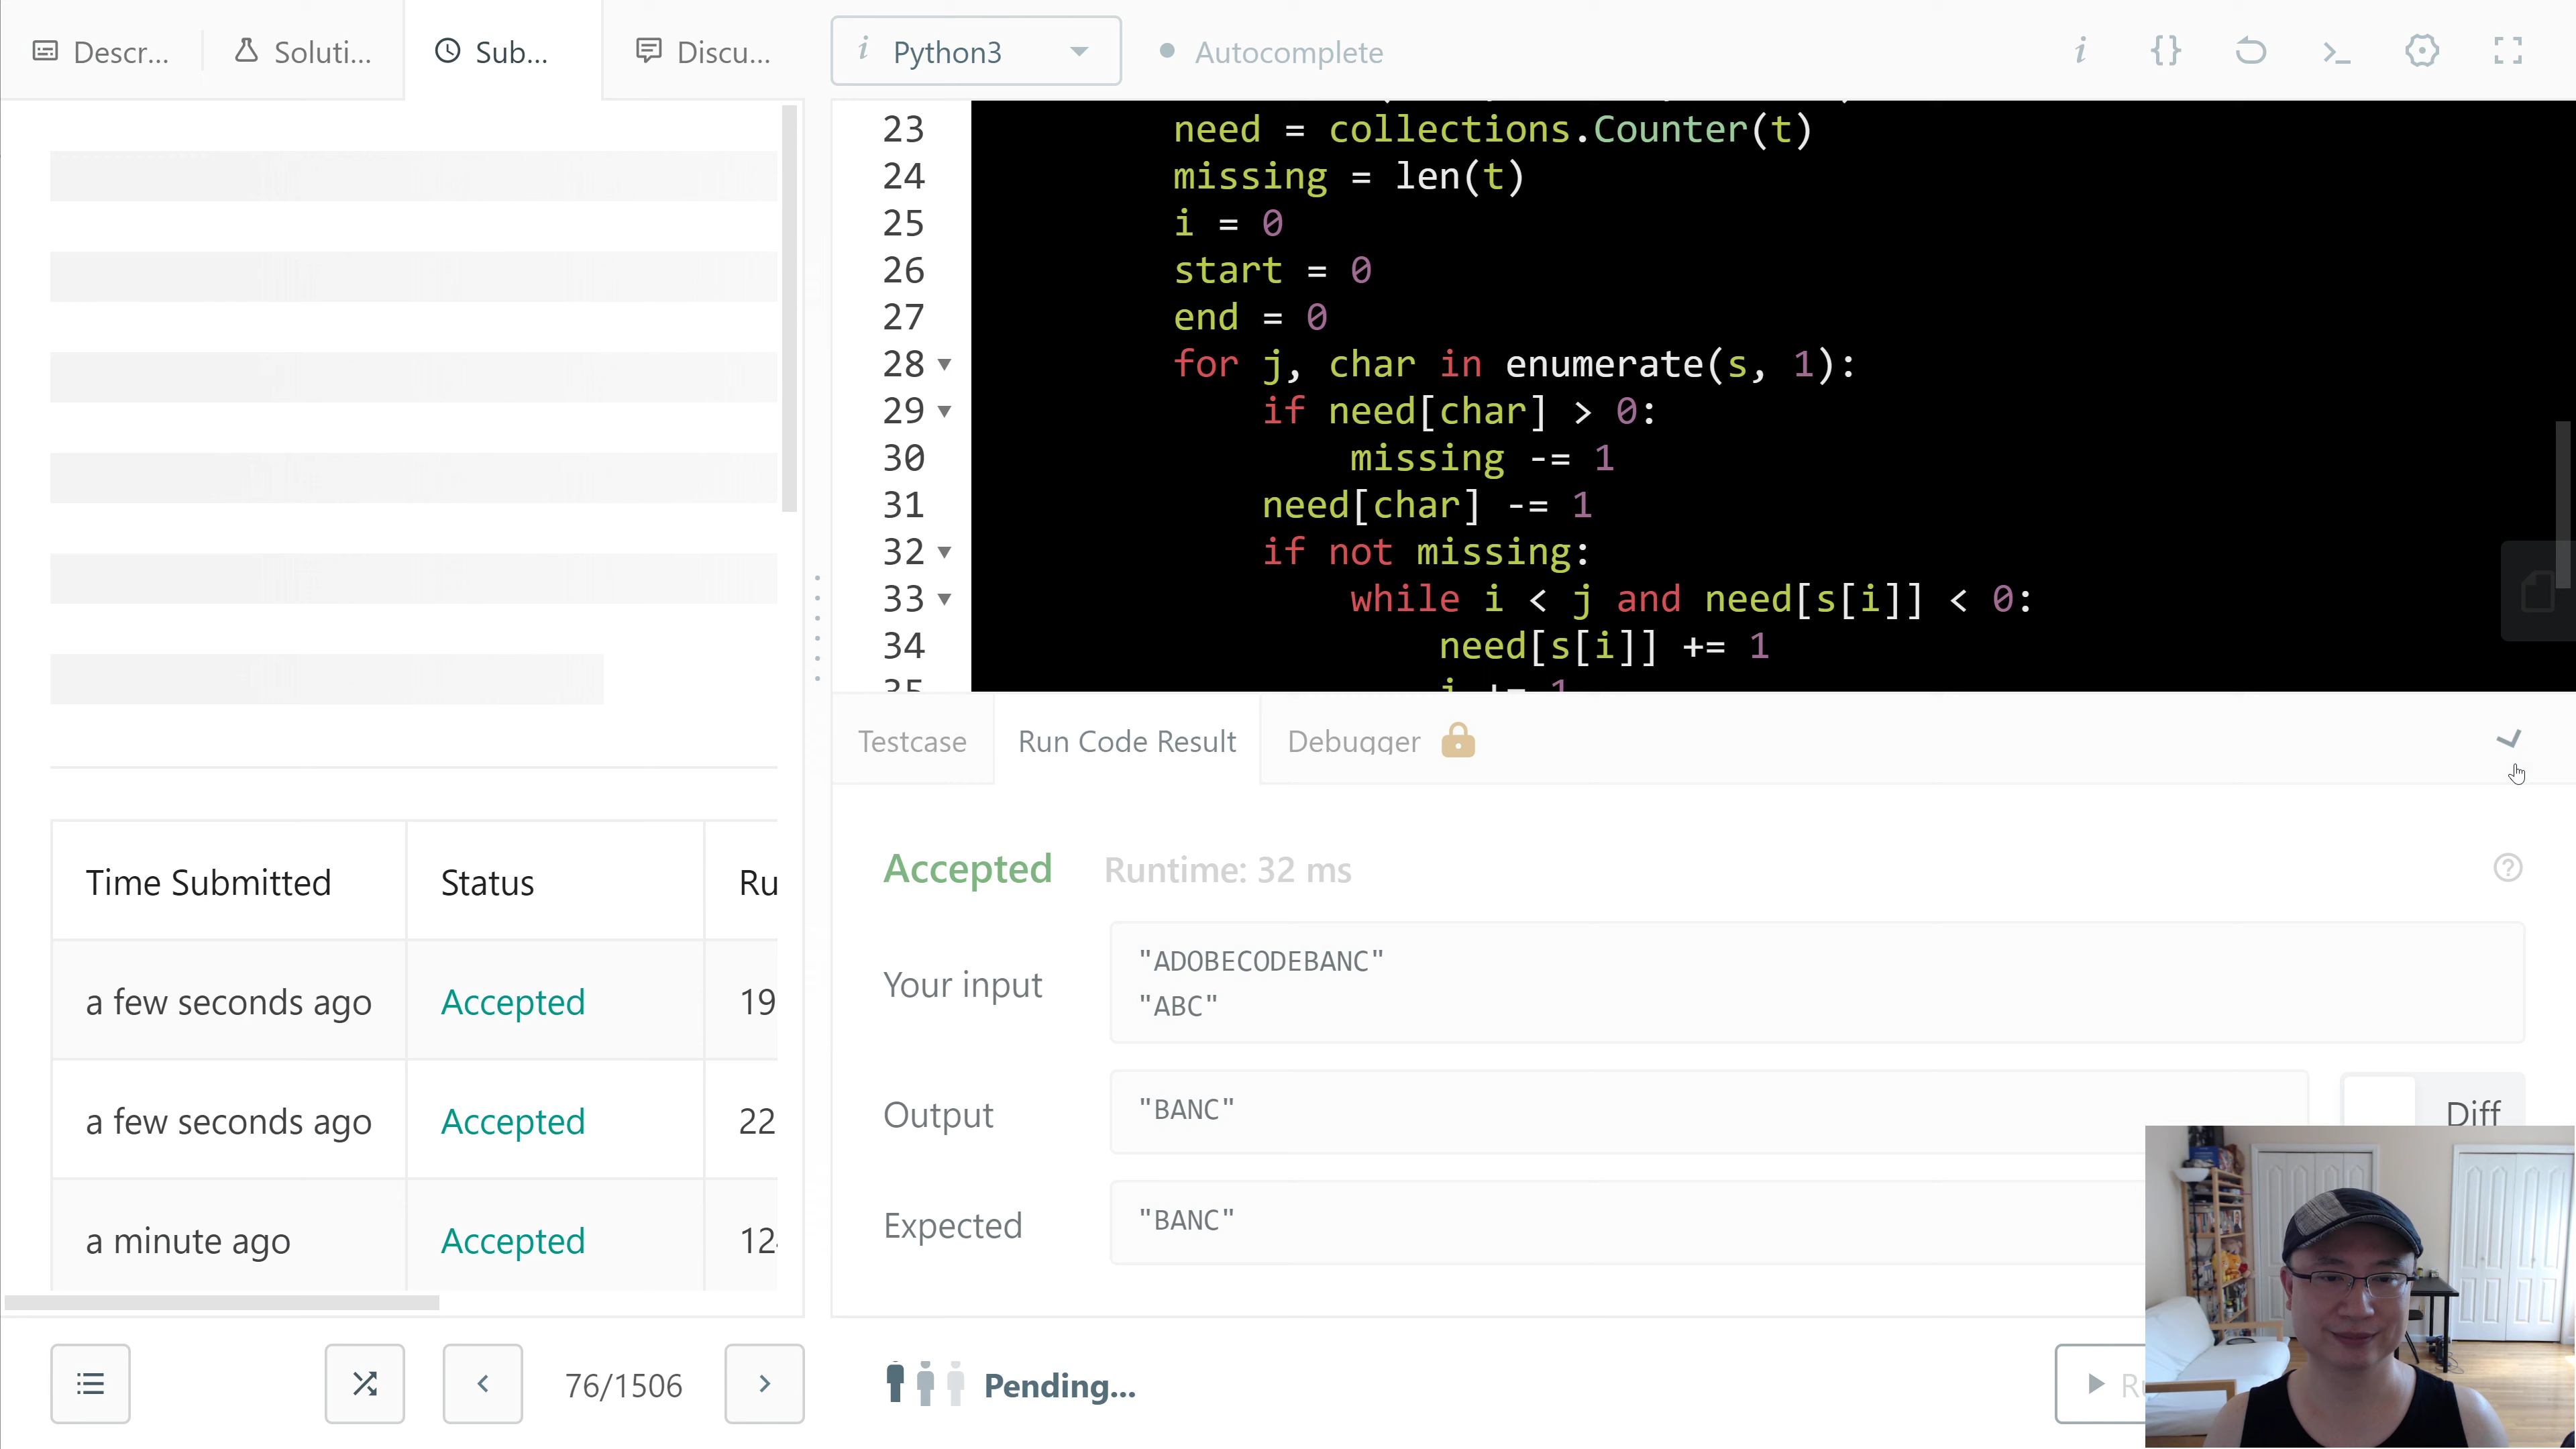 Descr...
Soluti...
Sub...
Discu...
i Python3
Autocomplete
i {}
23 need = collections.Counter(t)
24 missing = len(t)
25 i = 0
26 start = 0
27 end = 0
28 for j, char in enumerate(s, 1):
29 if need[char] > 0:
30 missing -= 1
31 need[char] -= 1
32 if not missing:
33 while i < j and need[s[i]] < 0:
34 need[s[i]] += 1
35 i += 1
Testcase
Run Code Result
Debugger
Accepted Runtime: 32 ms
Your input
"ADOBECODEBANC"
"ABC"
Output
"BANC"
Diff
Expected
"BANC"
Time Submitted Status Ru
a few seconds ago Accepted 19
a few seconds ago Accepted 22
a minute ago Accepted 12
76/1506
Pending...